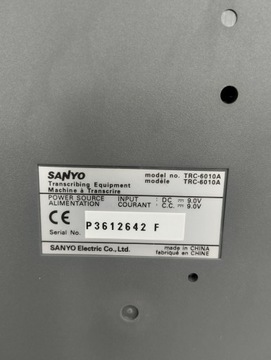 SANYO
model no. TRC-6010A
Transcribing Equipment
modèle TRC-6010A
Machine à Transcrire
POWER SOURCE INPUT : DC ⎓ 9.0V
ALIMENTATION COURANT : C.C. ⎓ 9.0V
CE
Serial No. P3612642 F
SANYO Electric Co., Ltd.
made in CHINA
fabriqué en CHINE